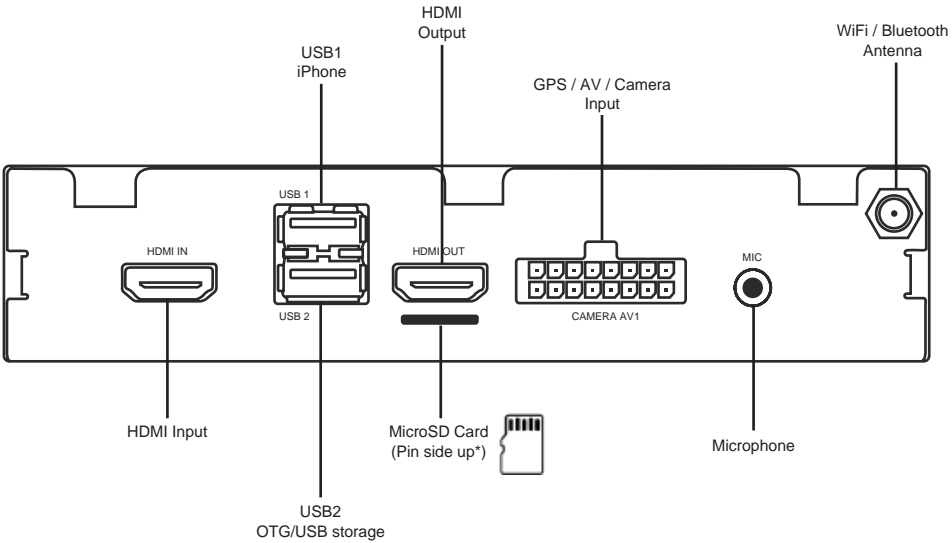 HDMI
Output
WiFi / Bluetooth
Antenna
USB1
iPhone
GPS / AV / Camera
Input
USB 1
HDMI IN
HDMI OUT
MIC
USB 2
CAMERA AV1
HDMI Input
MicroSD Card
(Pin side up*)
Microphone
USB2
OTG/USB storage